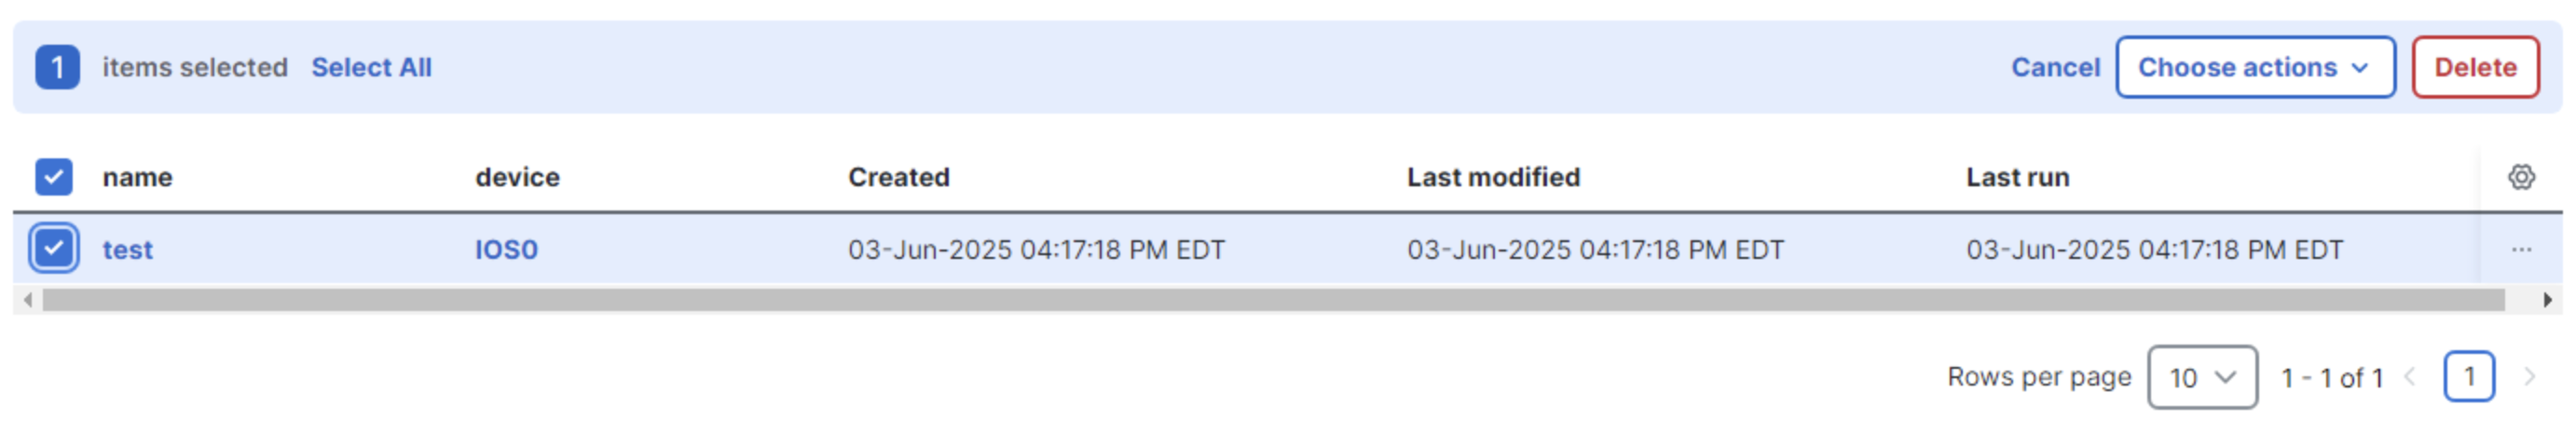 1 items selected Select All Cancel Choose actions Delete
name device Created Last modified Last run
test IOS0 03-Jun-2025 04:17:18 PM EDT 03-Jun-2025 04:17:18 PM EDT 03-Jun-2025 04:17:18 PM EDT ...
Rows per page 10 1 - 1 of 1 1